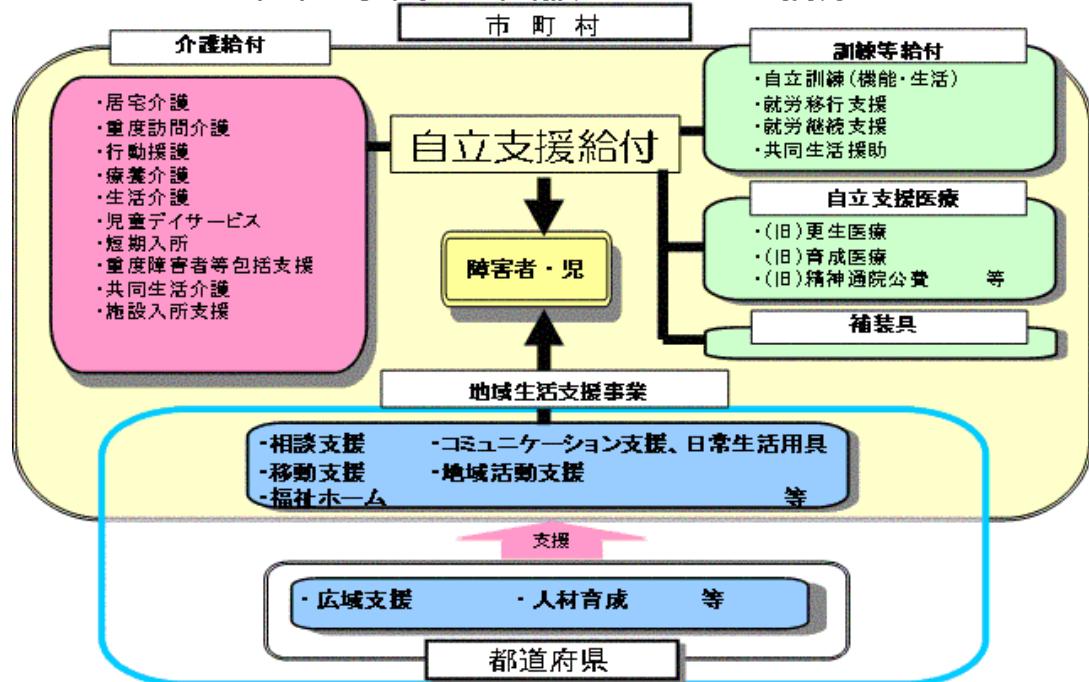 市 町 村
介護給付
・居宅介護
・重度訪問介護
・行動援護
・療養介護
・生活介護
・児童デイサービス
・短期入所
・重度障害者等包括支援
・共同生活介護
・施設入所支援
自立支援給付
訓練等給付
・自立訓練(機能・生活)
・就労移行支援
・就労継続支援
・共同生活援助
自立支援医療
・(旧)更生医療
・(旧)育成医療
・(旧)精神通院公費 等
補装具
障害者・児
地域生活支援事業
・相談支援 ・コミュニケーション支援、日常生活用具
・移動支援 ・地域活動支援
・福祉ホーム 等
支援
・広域支援 ・人材育成 等
都道府県